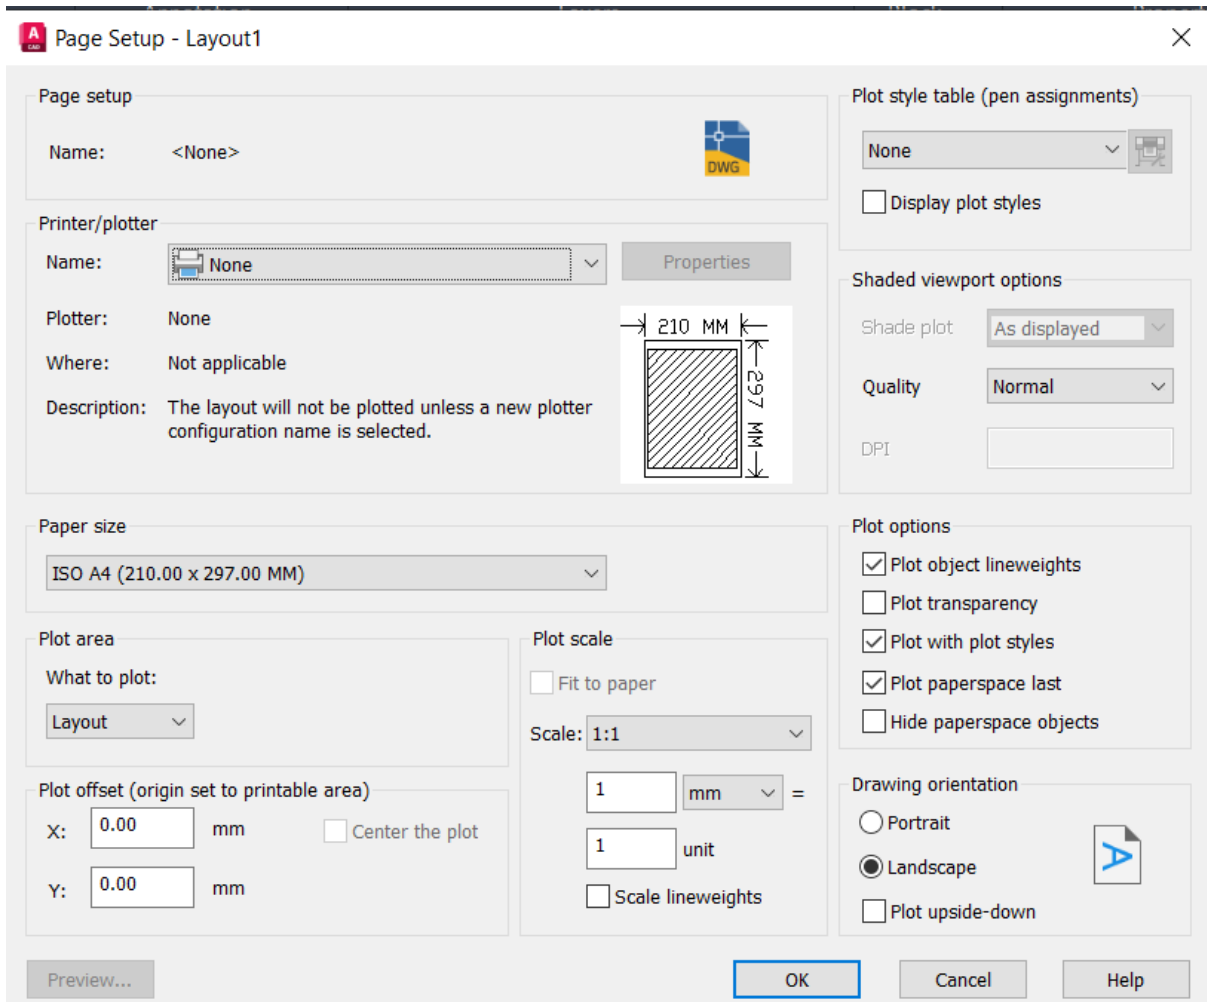 Page Setup - Layout1
Page setup
Name: <None>
DWG
Printer/plotter
Name: None
Properties
Plotter: None
Where: Not applicable
Description: The layout will not be plotted unless a new plotter
configuration name is selected.
210 MM
297 MM
Paper size
ISO A4 (210.00 x 297.00 MM)
Plot area
What to plot:
Layout
Plot offset (origin set to printable area)
X: 0.00 mm
Center the plot
Y: 0.00 mm
Plot scale
Fit to paper
Scale: 1:1
1 mm =
1 unit
Scale lineweights
Plot style table (pen assignments)
None
Display plot styles
Shaded viewport options
Shade plot As displayed
Quality Normal
DPI
Plot options
Plot object lineweights
Plot transparency
Plot with plot styles
Plot paperspace last
Hide paperspace objects
Drawing orientation
Portrait
Landscape
A
Plot upside-down
Preview...
OK
Cancel
Help